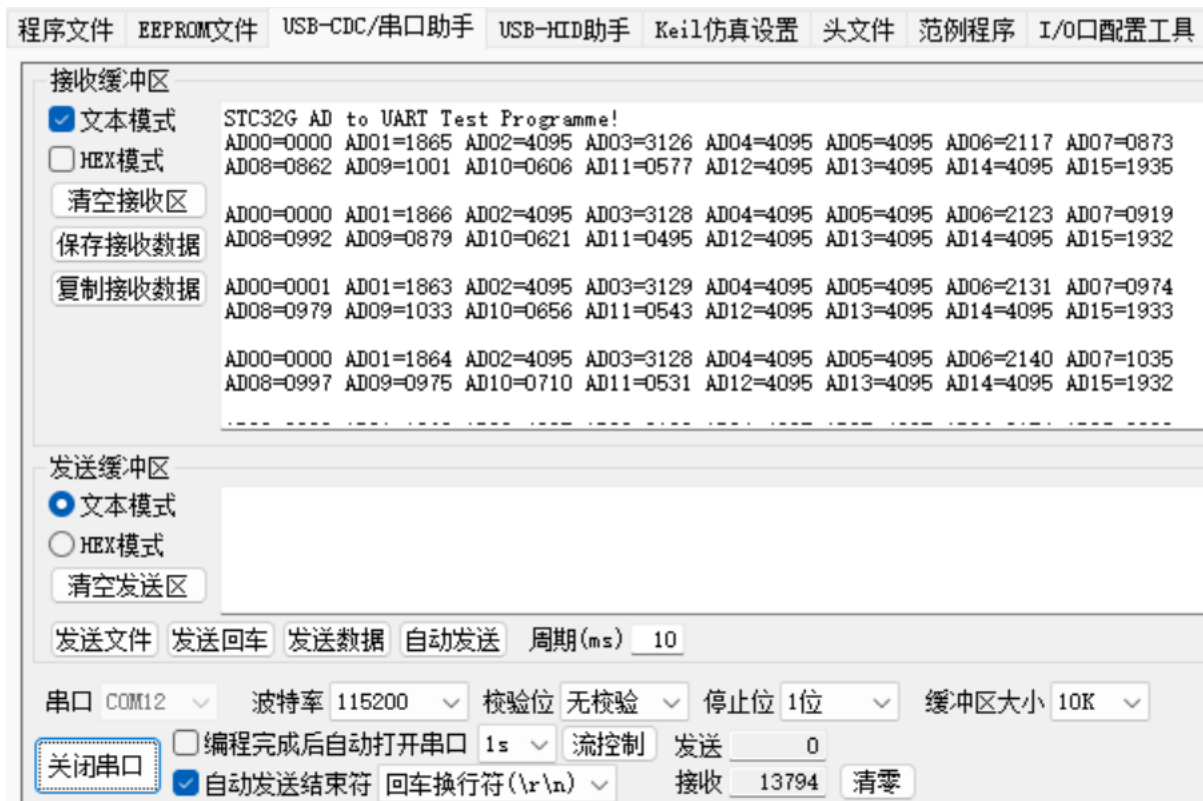 程序文件 EEPROM文件 USB-CDC/串口助手 USB-HID助手 Keil仿真设置 头文件 范例程序 I/O口配置工具
接收缓冲区
文本模式
HEX模式
清空接收区
保存接收数据
复制接收数据
STC32G AD to UART Test Programme!
AD00=0000 AD01=1865 AD02=4095 AD03=3126 AD04=4095 AD05=4095 AD06=2117 AD07=0873
AD08=0862 AD09=1001 AD10=0606 AD11=0577 AD12=4095 AD13=4095 AD14=4095 AD15=1935
AD00=0000 AD01=1866 AD02=4095 AD03=3128 AD04=4095 AD05=4095 AD06=2123 AD07=0919
AD08=0992 AD09=0879 AD10=0621 AD11=0495 AD12=4095 AD13=4095 AD14=4095 AD15=1932
AD00=0001 AD01=1863 AD02=4095 AD03=3129 AD04=4095 AD05=4095 AD06=2131 AD07=0974
AD08=0979 AD09=1033 AD10=0656 AD11=0543 AD12=4095 AD13=4095 AD14=4095 AD15=1933
AD00=0000 AD01=1864 AD02=4095 AD03=3128 AD04=4095 AD05=4095 AD06=2140 AD07=1035
AD08=0997 AD09=0975 AD10=0710 AD11=0531 AD12=4095 AD13=4095 AD14=4095 AD15=1932
发送缓冲区
文本模式
HEX模式
清空发送区
发送文件 发送回车 发送数据 自动发送 周期(ms) 10
串口 COM12 波特率 115200 校验位 无校验 停止位 1位 缓冲区大小 10K
关闭串口
编程完成后自动打开串口 1s 流控制 发送 0
自动发送结束符 回车换行符(\r\n) 接收 13794 清零